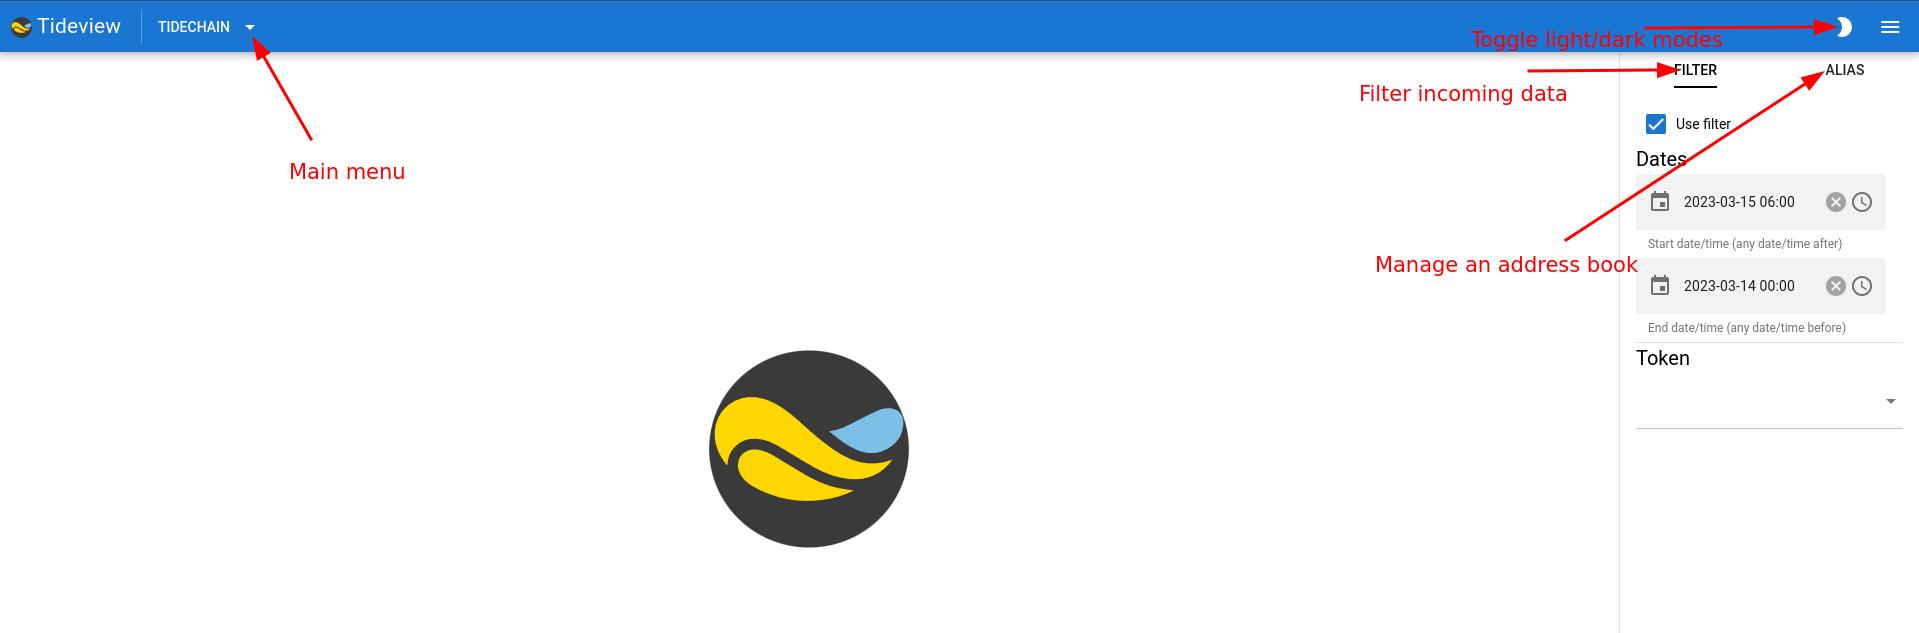 Tideview
TIDECHAIN
Toggle light/dark modes
FILTER
ALIAS
Filter incoming data
Use filter
Main menu
Dates
2023-03-15 06:00
Start date/time (any date/time after)
Manage an address book
2023-03-14 00:00
End date/time (any date/time before)
Token